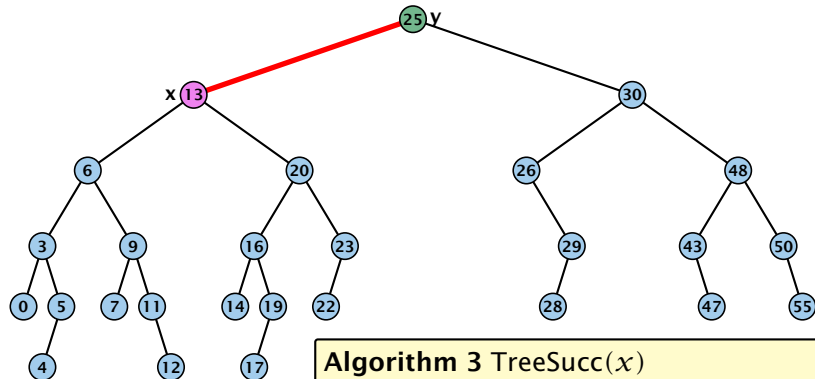 25 y
x 13 30
6 20 26 48
3 9 16 23 29 43 50
0 5 7 11 14 19 22 28 47 55
4 12 17
Algorithm 3 TreeSucc(x)